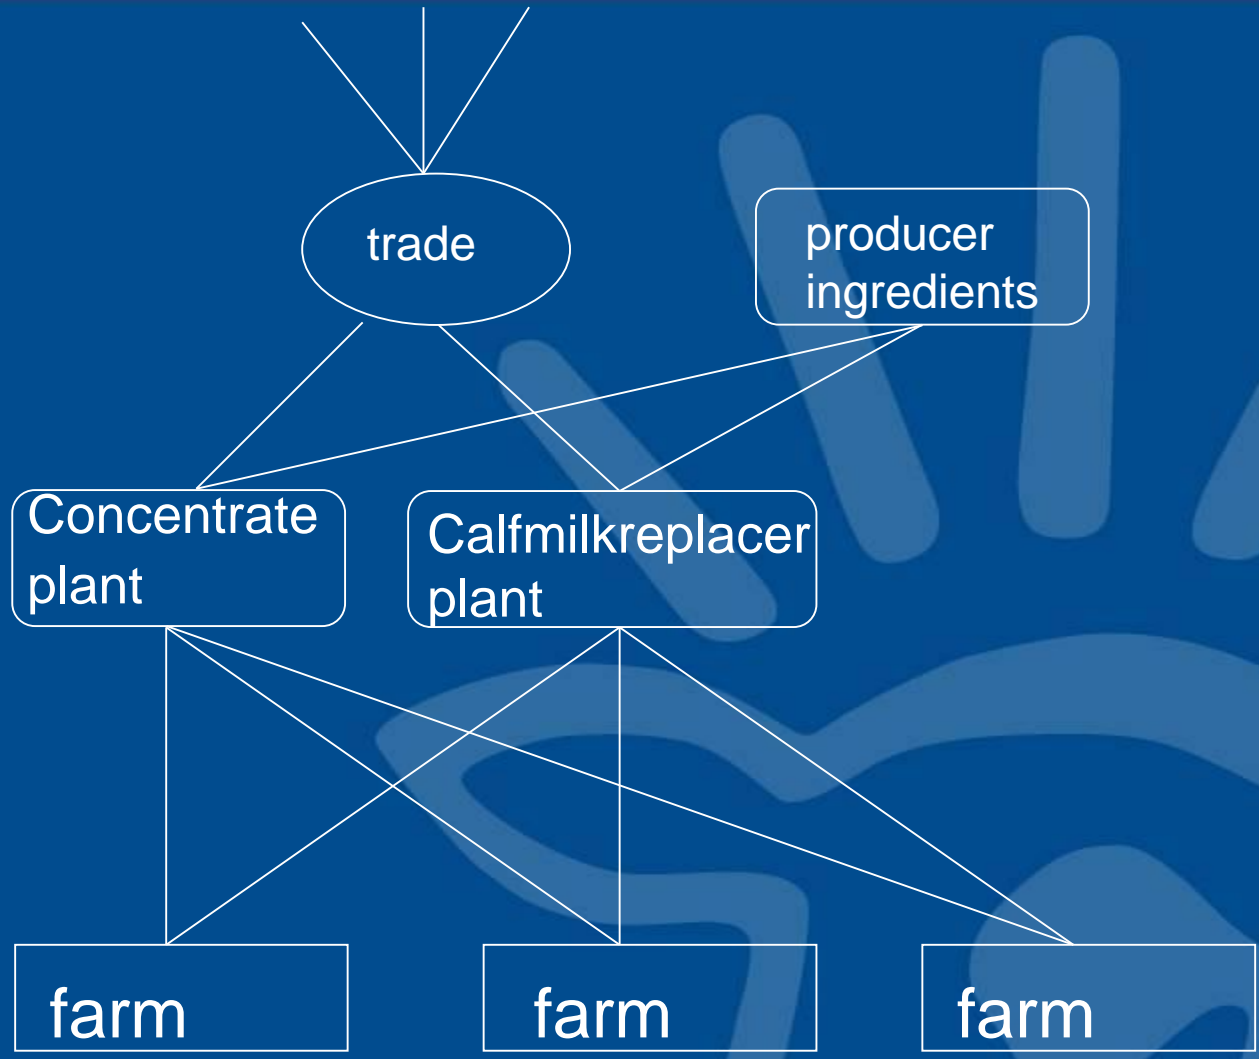 trade
producer
ingredients
Concentrate
plant
Calfmilkreplacer
plant
farm
farm
farm